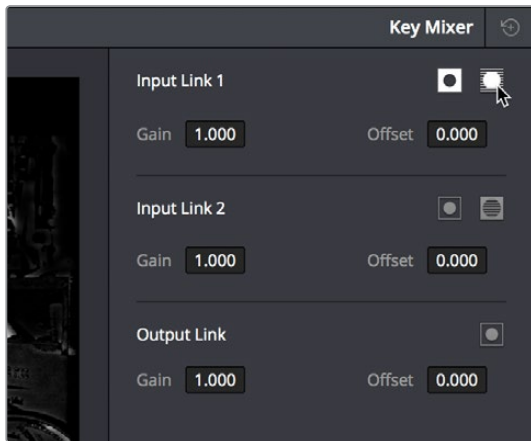 Key Mixer
Input Link 1
Gain 1.000 Offset 0.000
Input Link 2
Gain 1.000 Offset 0.000
Output Link
Gain 1.000 Offset 0.000